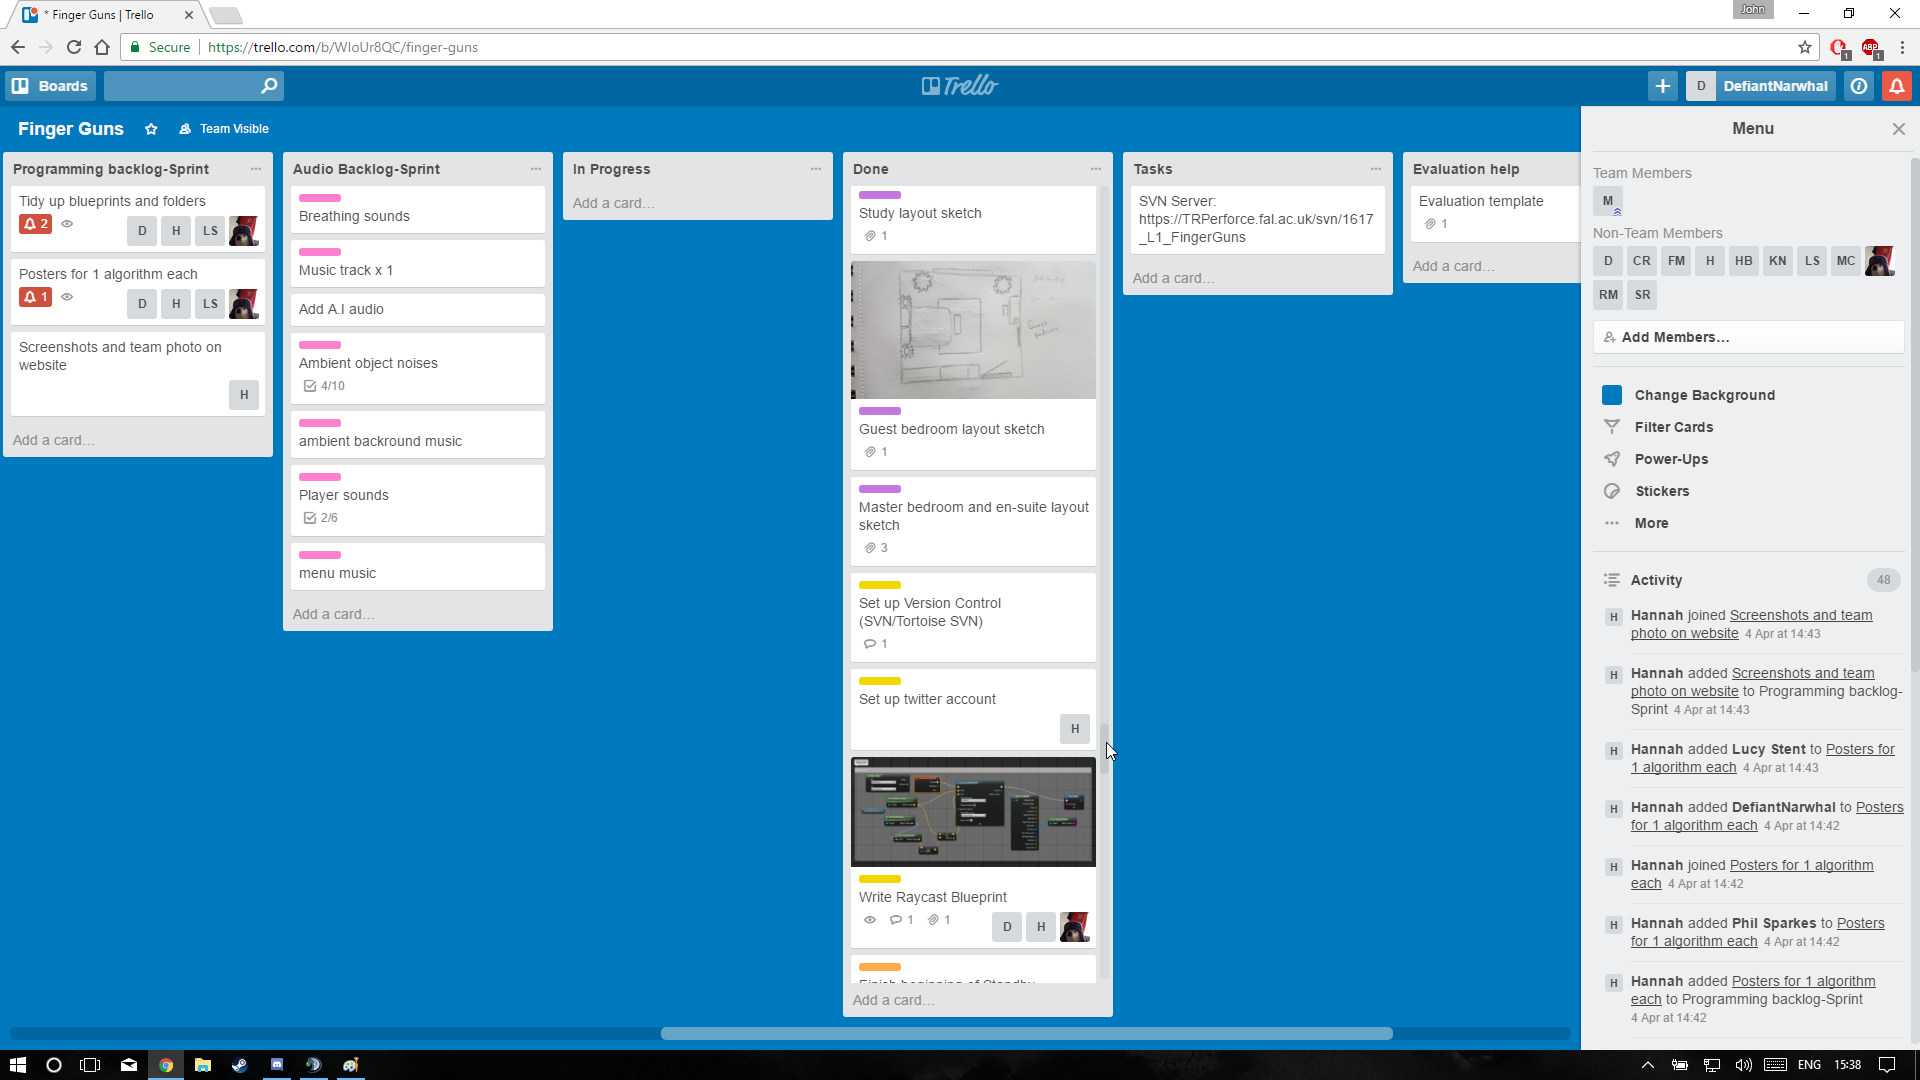 * Finger Guns | Trello
John
Secure
https://trello.com/b/WIoUr8QC/finger-guns
1
ABP
1
Boards
Trello
D
DefiantNarwhal
Finger Guns
Team Visible
Programming backlog-Sprint
Tidy up blueprints and folders
2
D
H
LS
Posters for 1 algorithm each
1
D
H
LS
Screenshots and team photo on
website
H
Add a card…
Audio Backlog-Sprint
Breathing sounds
Music track x 1
Add A.I audio
Ambient object noises
4/10
ambient backround music
Player sounds
2/6
menu music
Add a card…
In Progress
Add a card…
Done
Study layout sketch
1
Guest
bedroom
Guest bedroom layout sketch
1
Master bedroom and en-suite layout
sketch
3
Set up Version Control
(SVN/Tortoise SVN)
1
Set up twitter account
H
Write Raycast Blueprint
1
1
D
H
Finish beginning of Standby
Add a card…
Tasks
SVN Server:
https://TRPerforce.fal.ac.uk/svn/1617
_L1_FingerGuns
Add a card…
Evaluation help
Evaluation template
1
Add a card…
Menu
Team Members
M
Non-Team Members
D
CR
FM
H
HB
KN
LS
MC
RM
SR
Add Members…
Change Background
Filter Cards
Power-Ups
Stickers
More
Activity
48
H
Hannah joined Screenshots and team
photo on website 4 Apr at 14:43
H
Hannah added Screenshots and team
photo on website to Programming backlog-
Sprint 4 Apr at 14:43
H
Hannah added Lucy Stent to Posters for
1 algorithm each 4 Apr at 14:43
H
Hannah added DefiantNarwhal to Posters
for 1 algorithm each 4 Apr at 14:42
H
Hannah joined Posters for 1 algorithm
each 4 Apr at 14:42
H
Hannah added Phil Sparkes to Posters
for 1 algorithm each 4 Apr at 14:42
H
Hannah added Posters for 1 algorithm
each to Programming backlog-Sprint
4 Apr at 14:42
ENG
15:38